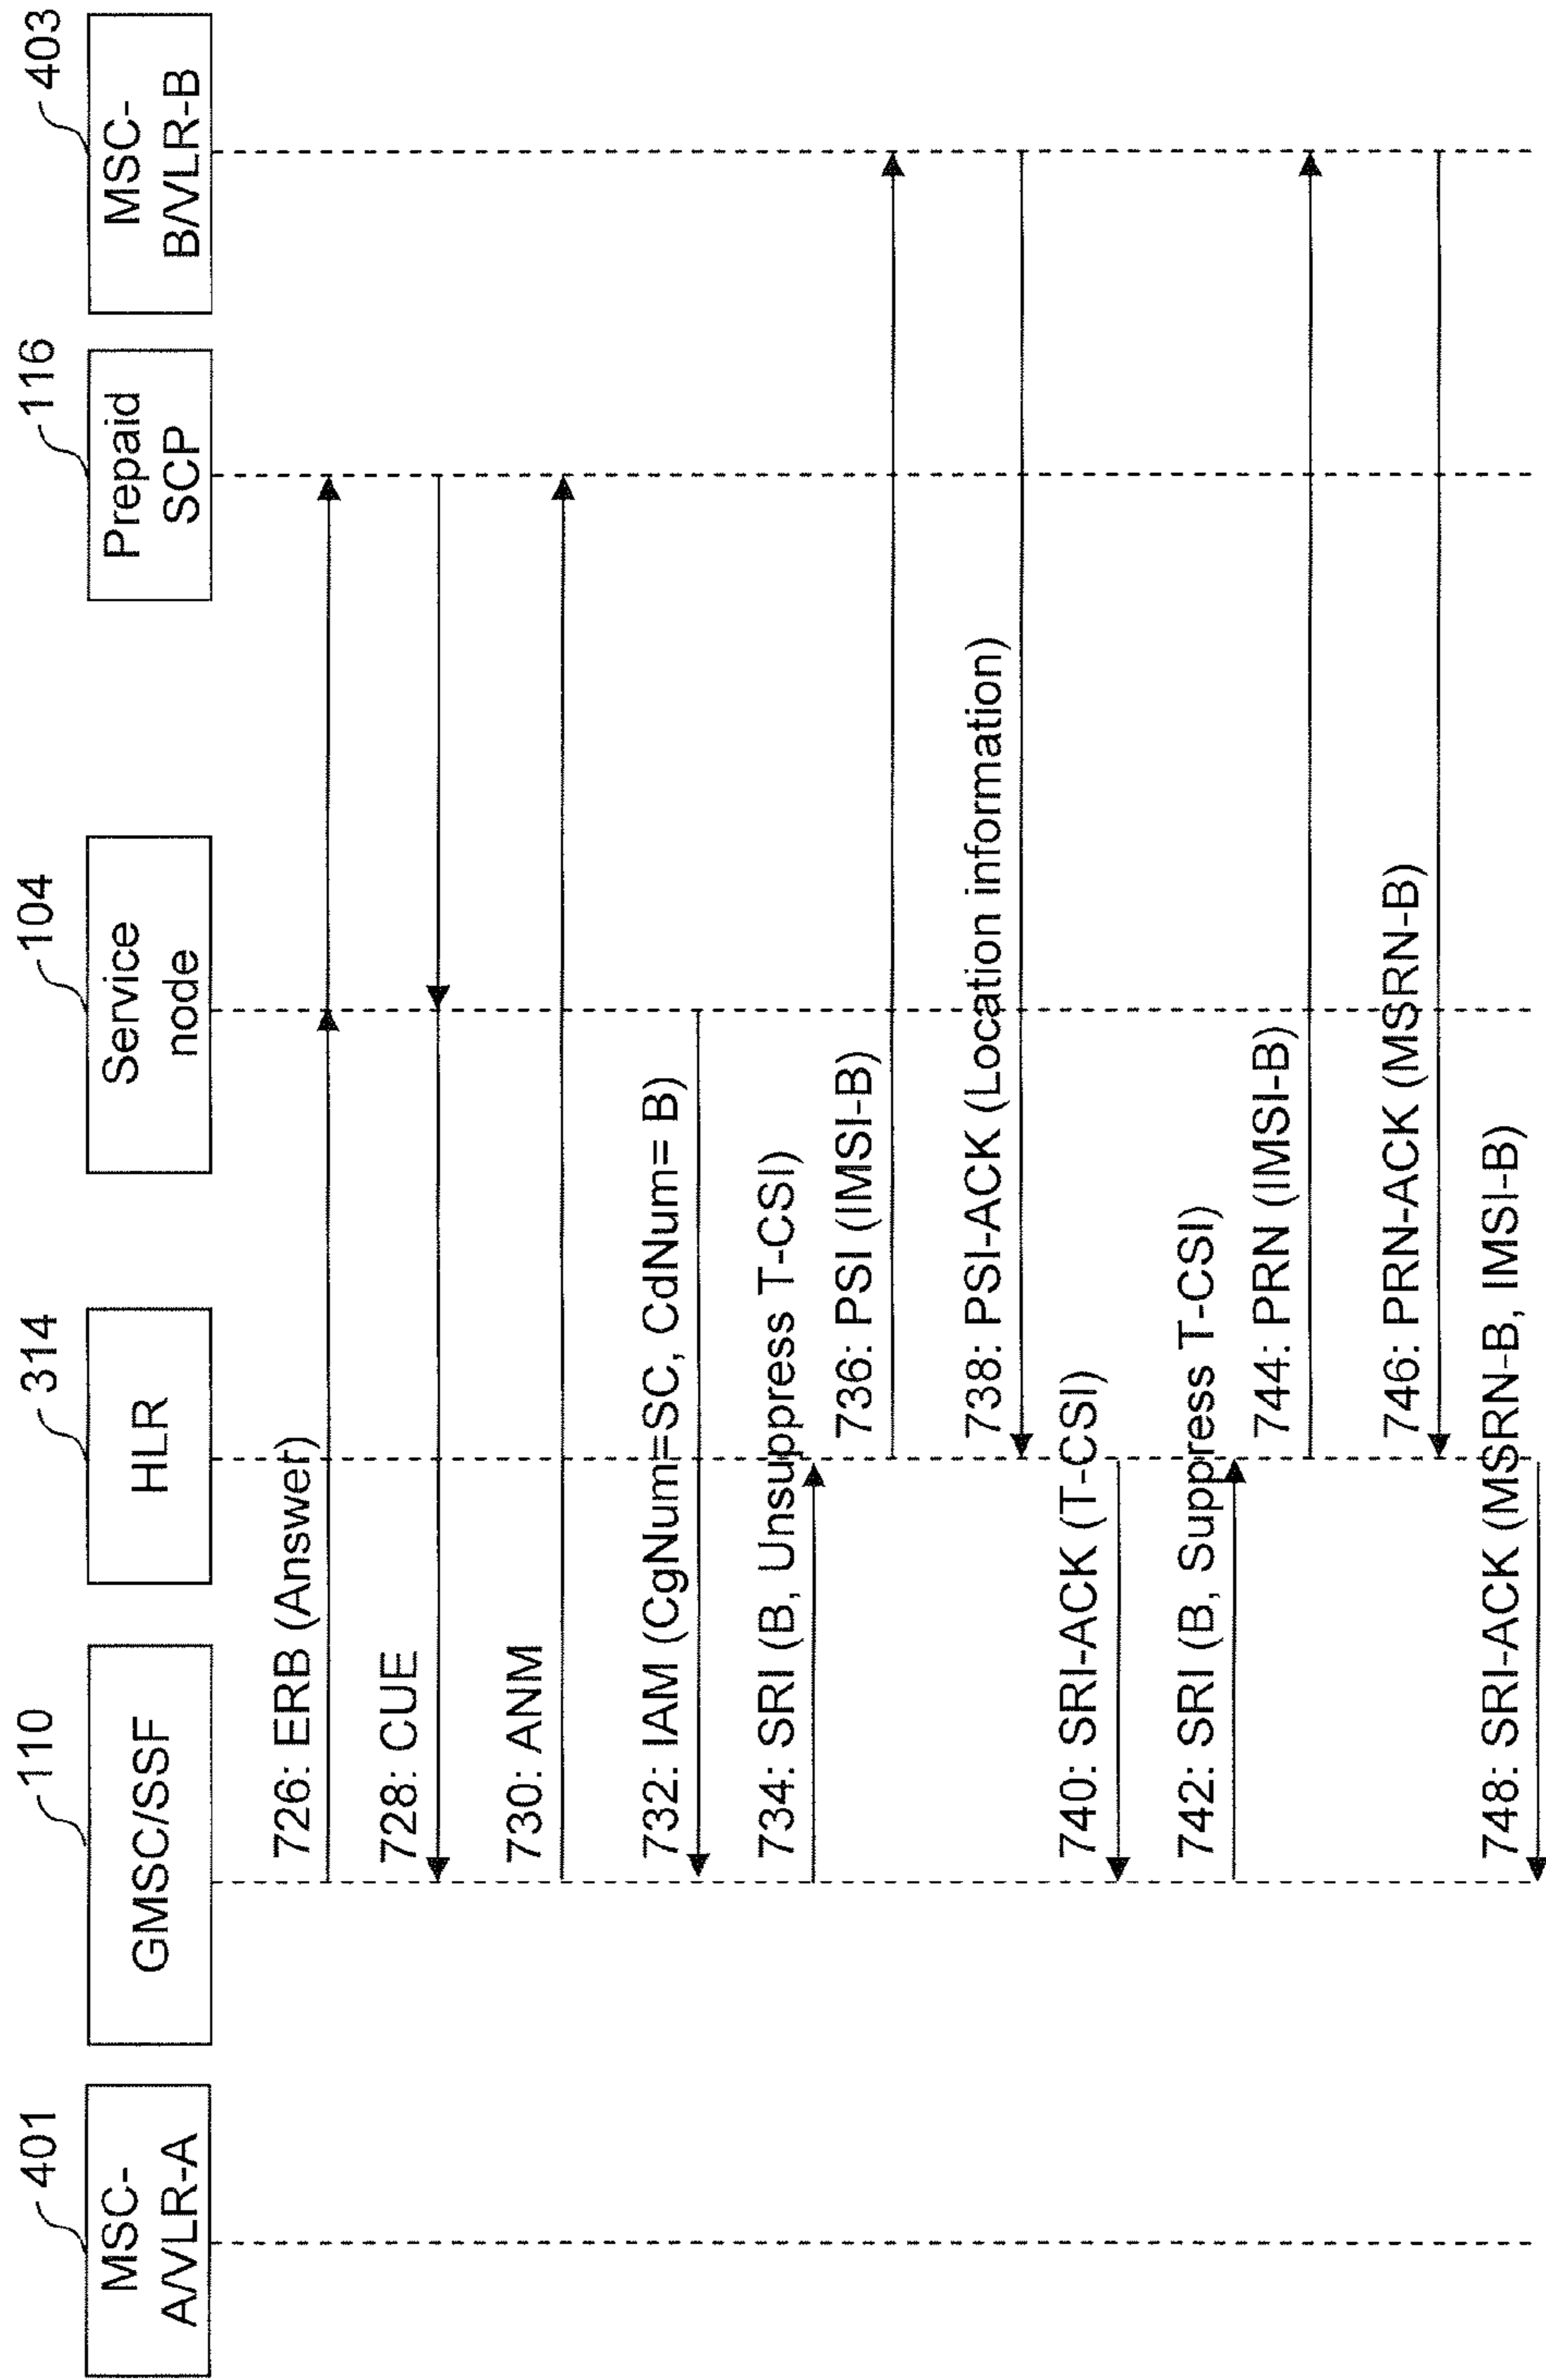 401
110
314
104
116
403
MSC-
A/VLR-A
GMSC/SSF
HLR
Service
node
Prepaid
SCP
MSC-
B/VLR-B
726: ERB (Answer)
728: CUE
730: ANM
732: IAM (CgNum=SC, CdNum= B)
734: SRI (B, Unsuppress T-CSI)
736: PSI (IMSI-B)
738: PSI-ACK (Location information)
740: SRI-ACK (T-CSI)
742: SRI (B, Suppress T-CSI)
744: PRN (IMSI-B)
746: PRN-ACK (MSRN-B)
748: SRI-ACK (MSRN-B, IMSI-B)